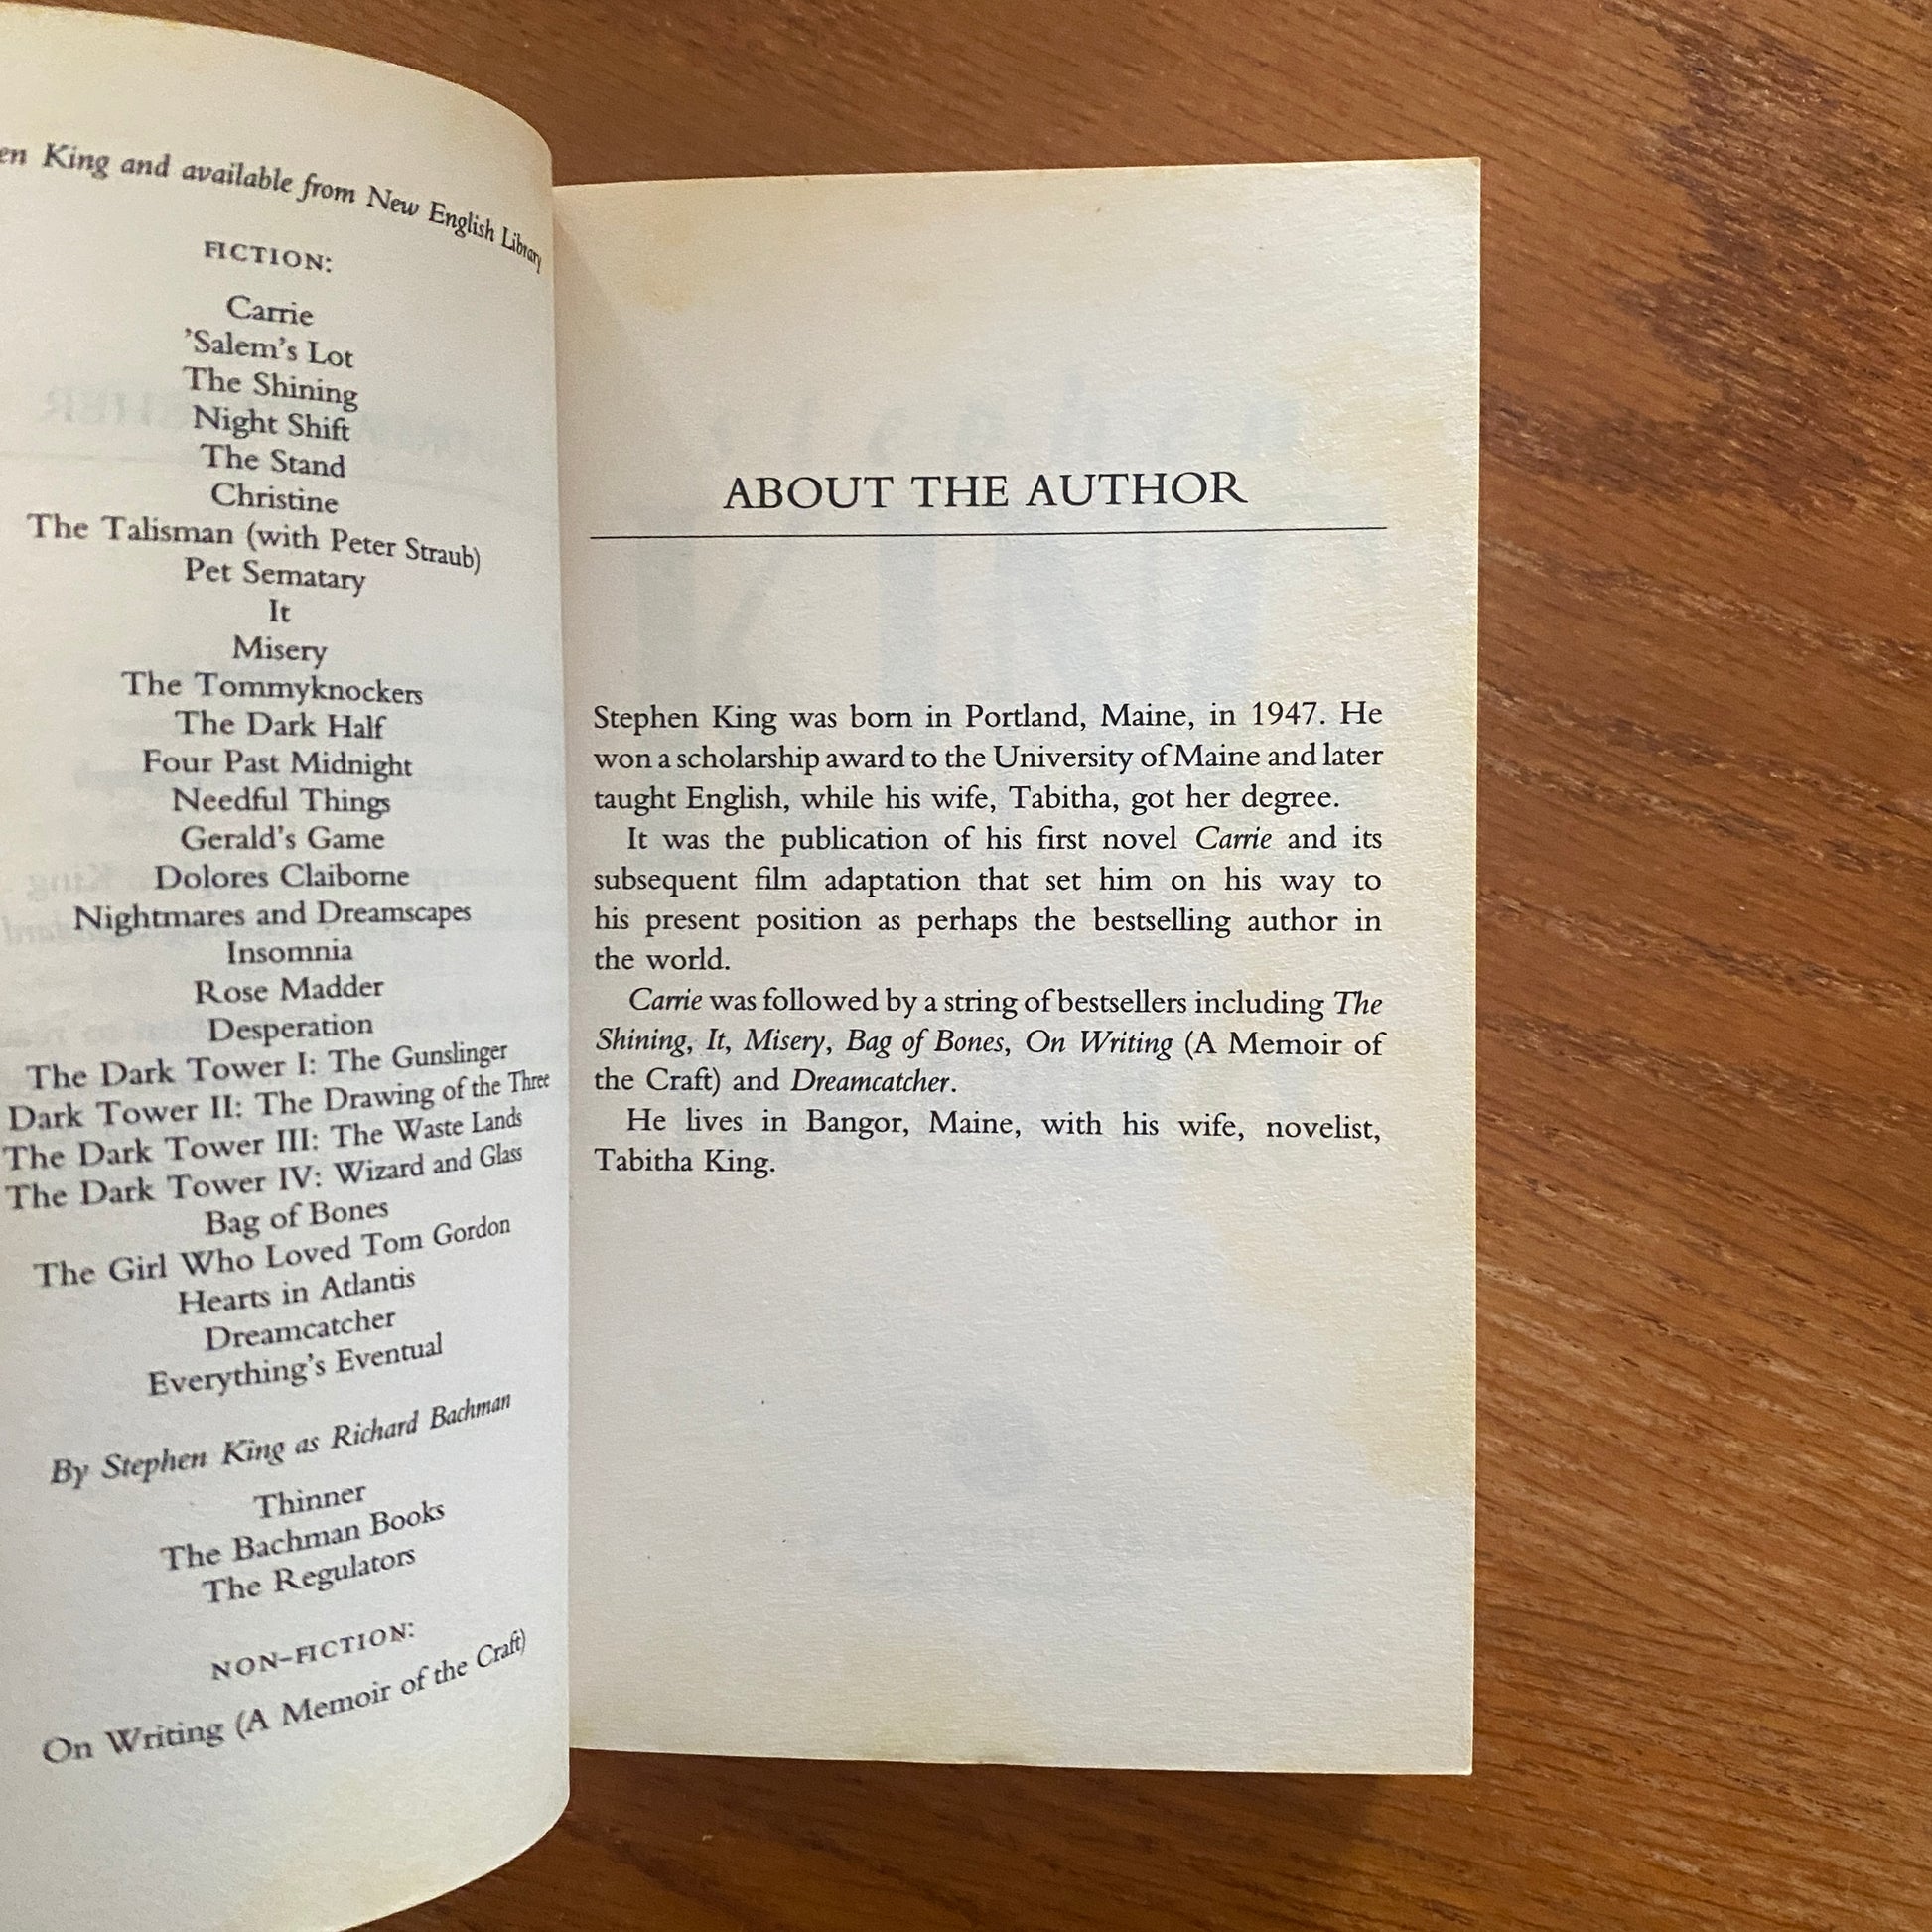 King and available from New English Library
FICTION:
Carrie
'Salem's Lot
The Shining
Night Shift
The Stand
Christine
The Talisman (with Peter Straub)
Pet Sematary
It
Misery
The Tommyknockers
The Dark Half
Four Past Midnight
Needful Things
Gerald's Game
Dolores Claiborne
Nightmares and Dreamscapes
Insomnia
Rose Madder
Desperation
The Dark Tower I: The Gunslinger
Dark Tower II: The Drawing of the Three
The Dark Tower III: The Waste Lands
The Dark Tower IV: Wizard and Glass
Bag of Bones
The Girl Who Loved Tom Gordon
Hearts in Atlantis
Dreamcatcher
Everything's Eventual
By Stephen King as Richard Bachman
Thinner
The Bachman Books
The Regulators
NON-FICTION:
On Writing (A Memoir of the Craft)
ABOUT THE AUTHOR
Stephen King was born in Portland, Maine, in 1947. He
won a scholarship award to the University of Maine and later
taught English, while his wife, Tabitha, got her degree.
It was the publication of his first novel Carrie and its
subsequent film adaptation that set him on his way to
his present position as perhaps the bestselling author in
the world.
Carrie was followed by a string of bestsellers including The
Shining, It, Misery, Bag of Bones, On Writing (A Memoir of
the Craft) and Dreamcatcher.
He lives in Bangor, Maine, with his wife, novelist,
Tabitha King.